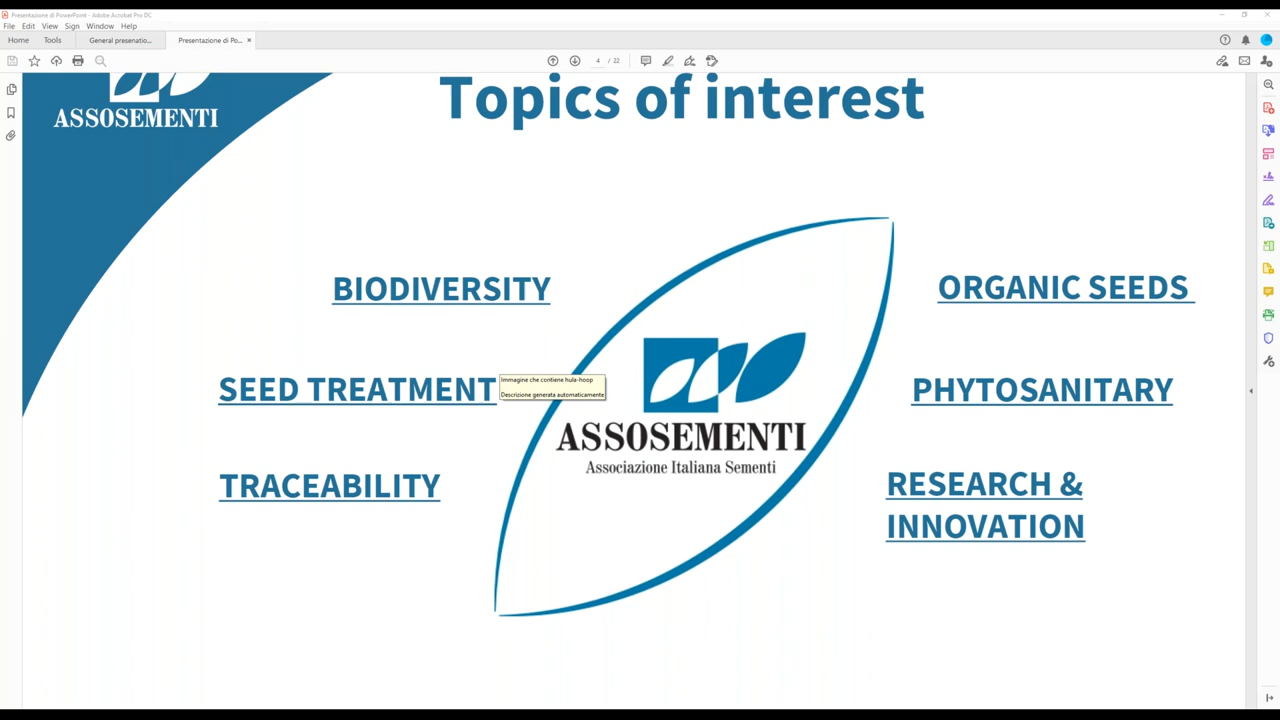 Presentazione di PowerPoint - Adobe Acrobat Pro DC
File Edit View Sign Window Help
Home Tools General presenatio... Presentazione di Po... ×
4 / 22
ASSOSEMENTI
Topics of interest
BIODIVERSITY
ORGANIC SEEDS
SEED TREATMENT
Immagine che contiene hula-hoop
Descrizione generata automaticamente
PHYTOSANITARY
ASSOSEMENTI
Associazione Italiana Sementi
TRACEABILITY
RESEARCH &
INNOVATION